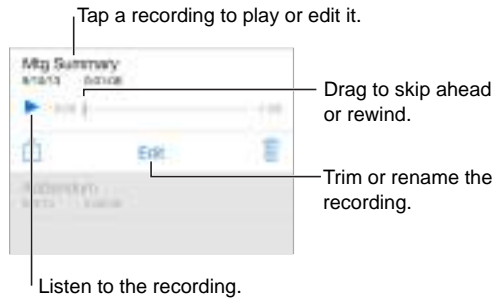 Tap a recording to play or edit it.
Mtg Summary
Drag to skip ahead
or rewind.
Edit
Trim or rename the
recording.
Listen to the recording.